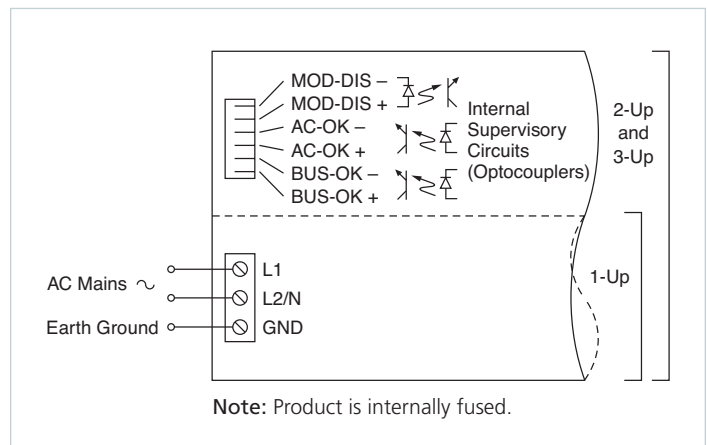 MOD-DIS –
MOD-DIS +
AC-OK –
AC-OK +
BUS-OK –
BUS-OK +
Internal
Supervisory
Circuits
(Optocouplers)
2-Up
and
3-Up
1-Up
AC Mains ~
Earth Ground
L1
L2/N
GND
Note: Product is internally fused.